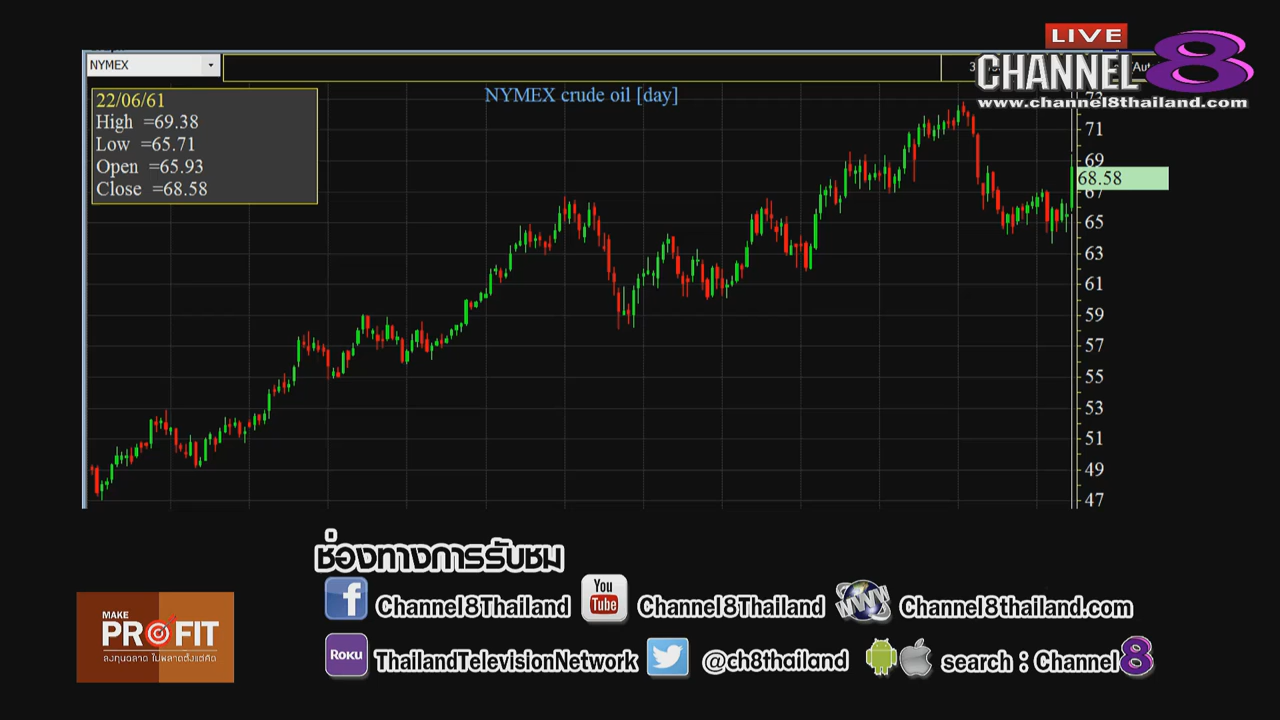 LIVE
CHANNEL 8
www.channel8thailand.com
NYMEX
22/06/61
High =69.38
Low =65.71
Open =65.93
Close =68.58
NYMEX crude oil [day]
71
69
68.58
67
65
63
61
59
57
55
53
51
49
47
ช่องทางการรับชม
f Channel8Thailand
You Tube Channel8Thailand
WWW Channel8thailand.com
ROKU ThailandTelevisionNetwork
@ch8thailand
search : Channel 8
MAKE
PROFIT
ลงทุนฉลาด ไม่พลาดตั้งแต่คิด